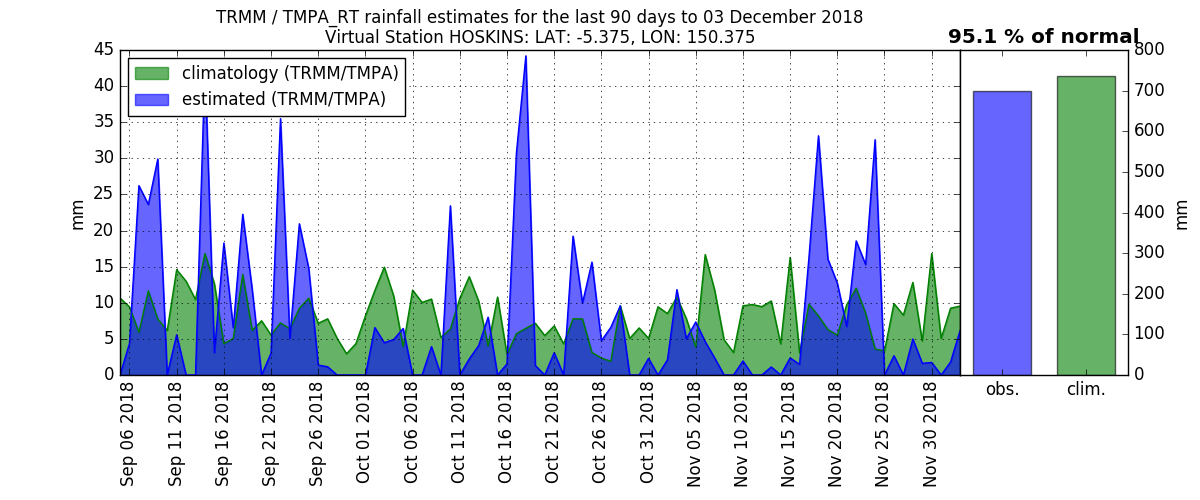 TRMM / TMPA_RT rainfall estimates for the last 90 days to 03 December 2018
Virtual Station HOSKINS: LAT: -5.375, LON: 150.375
95.1 % of normal
climatology (TRMM/TMPA)
estimated (TRMM/TMPA)
45
40
35
30
25
20
15
10
5
0
mm
Sep 06 2018
Sep 11 2018
Sep 16 2018
Sep 21 2018
Sep 26 2018
Oct 01 2018
Oct 06 2018
Oct 11 2018
Oct 16 2018
Oct 21 2018
Oct 26 2018
Oct 31 2018
Nov 05 2018
Nov 10 2018
Nov 15 2018
Nov 20 2018
Nov 25 2018
Nov 30 2018
obs.
clim.
800
700
600
500
400
300
200
100
0
mm